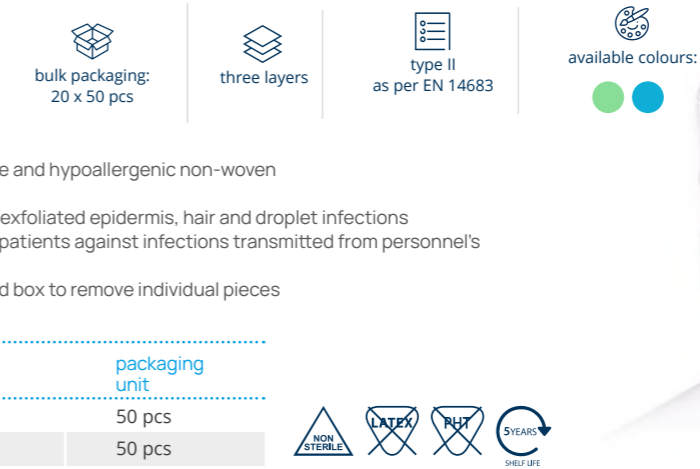 bulk packaging:
20 x 50 pcs
three layers
type II
as per EN 14683
available colours:
e and hypoallergenic non-woven
exfoliated epidermis, hair and droplet infections
patients against infections transmitted from personnel's
d box to remove individual pieces
packaging
unit
50 pcs
50 pcs
NON
STERILE
LATEX
PHT
5YEARS
SHELF LIFE